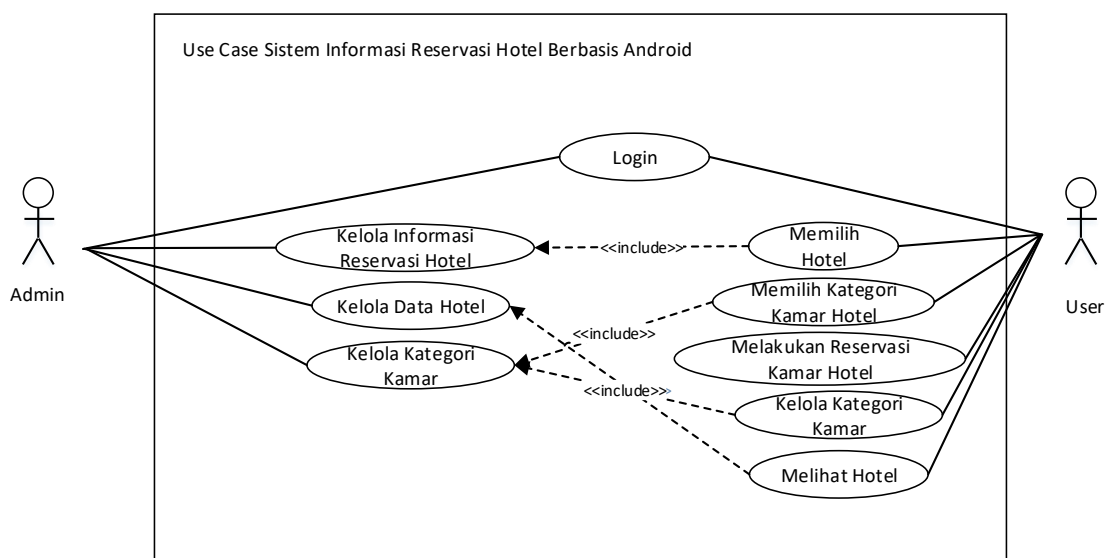 Use Case Sistem Informasi Reservasi Hotel Berbasis Android
Login
Kelola Informasi
Reservasi Hotel
<<include>>
Memilih
Hotel
Admin
User
Kelola Data Hotel
Memilih Kategori
Kamar Hotel
<<include>>
Kelola Kategori
Kamar
Melakukan Reservasi
Kamar Hotel
<<include>>
Kelola Kategori
Kamar
Melihat Hotel